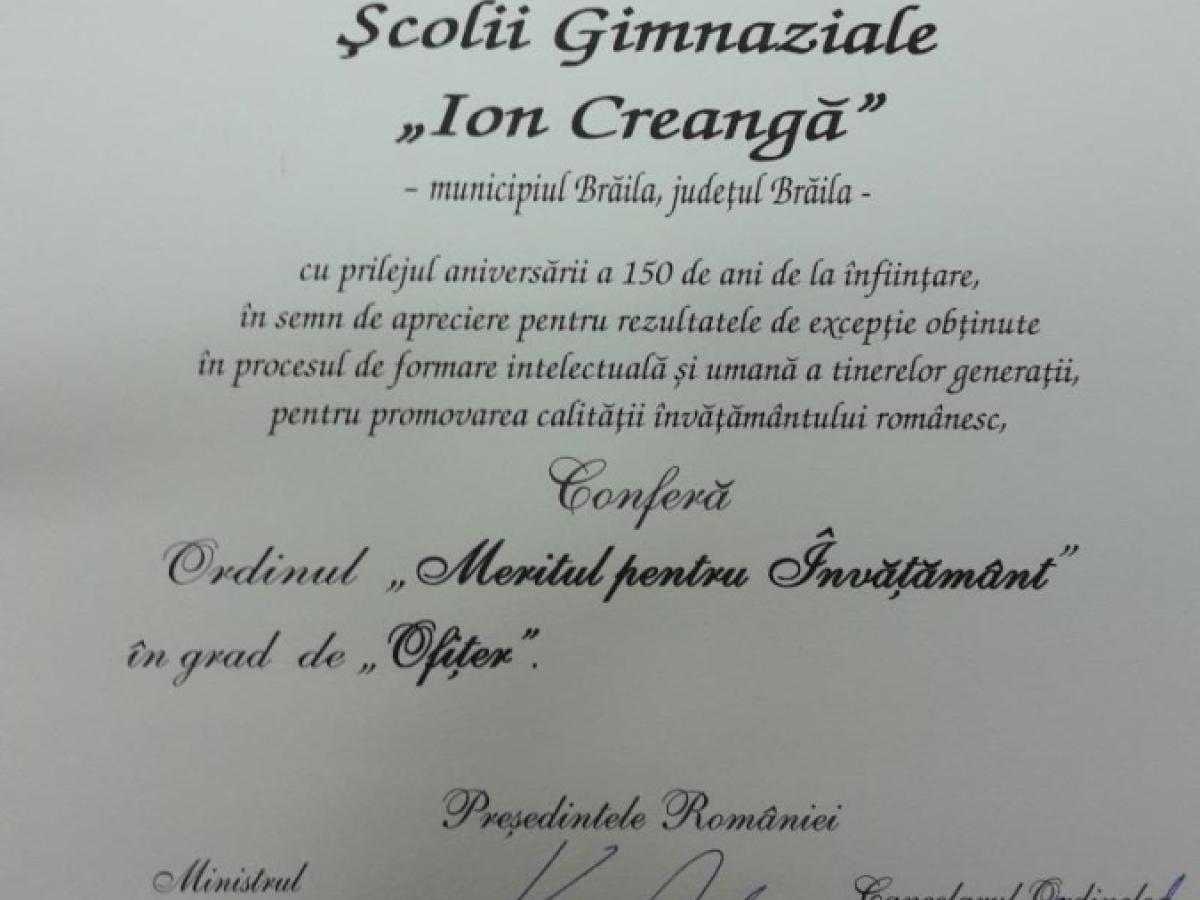 Şcolii Gimnaziale
„Ion Creangă”
– municipiul Brăila, judeţul Brăila -
cu prilejul aniversării a 150 de ani de la înfiinţare,
în semn de apreciere pentru rezultatele de excepţie obţinute
în procesul de formare intelectuală şi umană a tinerelor generaţii,
pentru promovarea calităţii învăţământului românesc,
Conferă
Ordinul „Meritul pentru Învăţământ”
în grad de „Ofiţer”.
Preşedintele României
Ministrul
Cancelarul